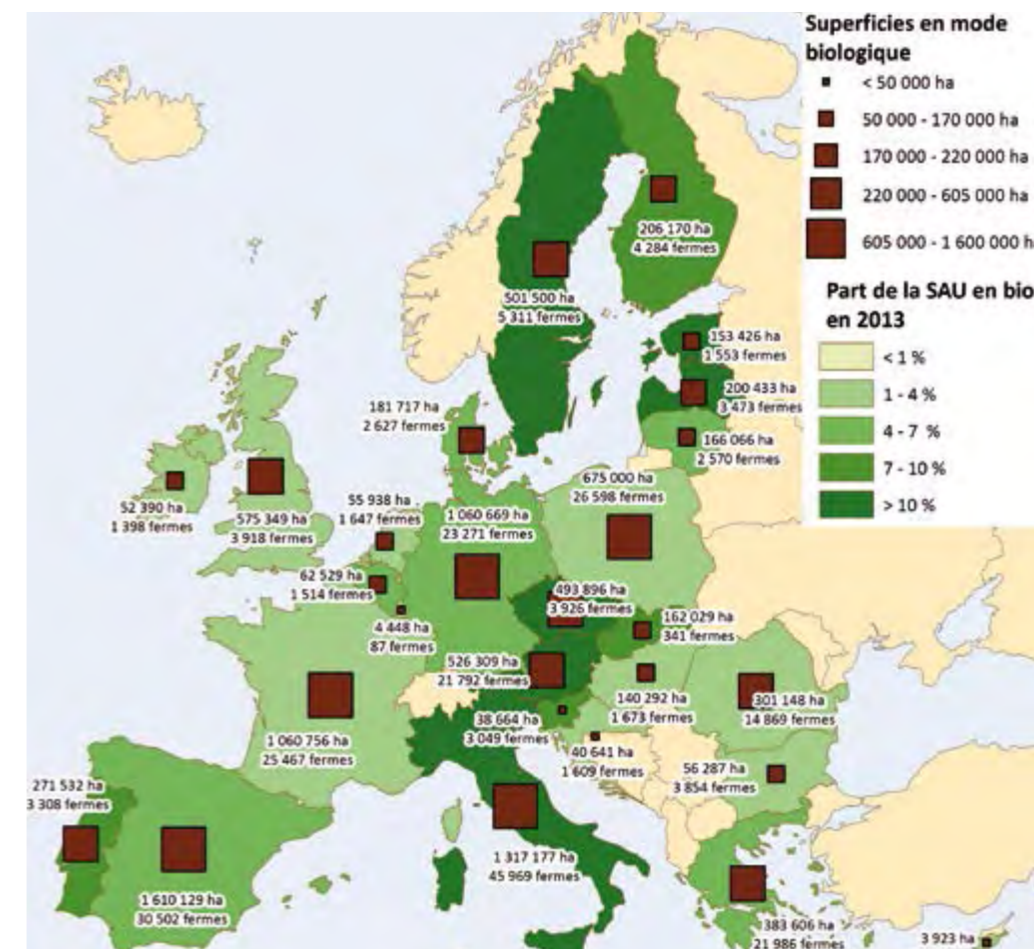 Superficies en mode
biologique
< 50 000 ha
50 000 - 170 000 ha
170 000 - 220 000 ha
220 000 - 605 000 ha
605 000 - 1 600 000 h
Part de la SAU en bio
en 2013
< 1 %
1 - 4 %
4 - 7 %
7 - 10 %
> 10 %
206 170 ha
4 284 fermes
501 500 ha
5 311 fermes
153 426 ha
1 553 fermes
200 433 ha
3 473 fermes
166 066 ha
2 570 fermes
181 717 ha
2 627 fermes
52 390 ha
1 398 fermes
575 349 ha
3 918 fermes
55 938 ha
1 647 fermes
1 060 669 ha
23 271 fermes
675 000 ha
26 598 fermes
62 529 ha
1 514 fermes
4 448 ha
87 fermes
493 896 ha
3 926 fermes
162 029 ha
341 fermes
526 309 ha
21 792 fermes
140 292 ha
1 673 fermes
301 148 ha
14 869 fermes
38 664 ha
3 049 fermes
40 641 ha
1 609 fermes
56 287 ha
3 854 fermes
1 060 756 ha
25 467 fermes
271 532 ha
3 308 fermes
1 610 129 ha
30 502 fermes
1 317 177 ha
45 969 fermes
383 606 ha
21 986 fermes
3 923 ha